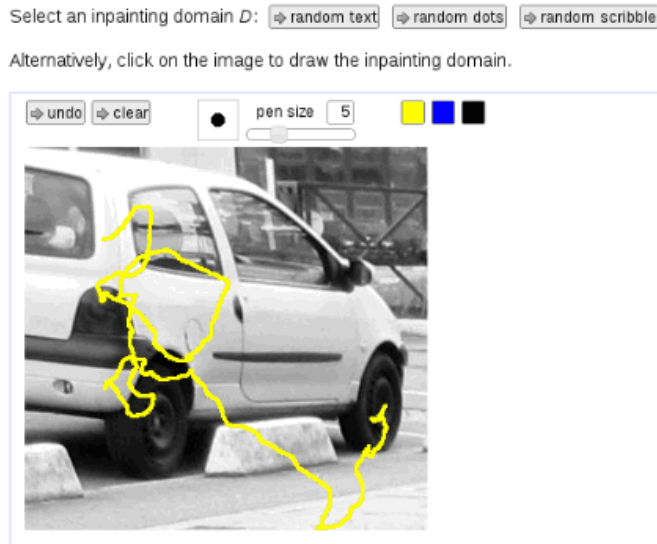 Select an inpainting domain D: random text random dots random scribble
Alternatively, click on the image to draw the inpainting domain.
undo clear pen size 5